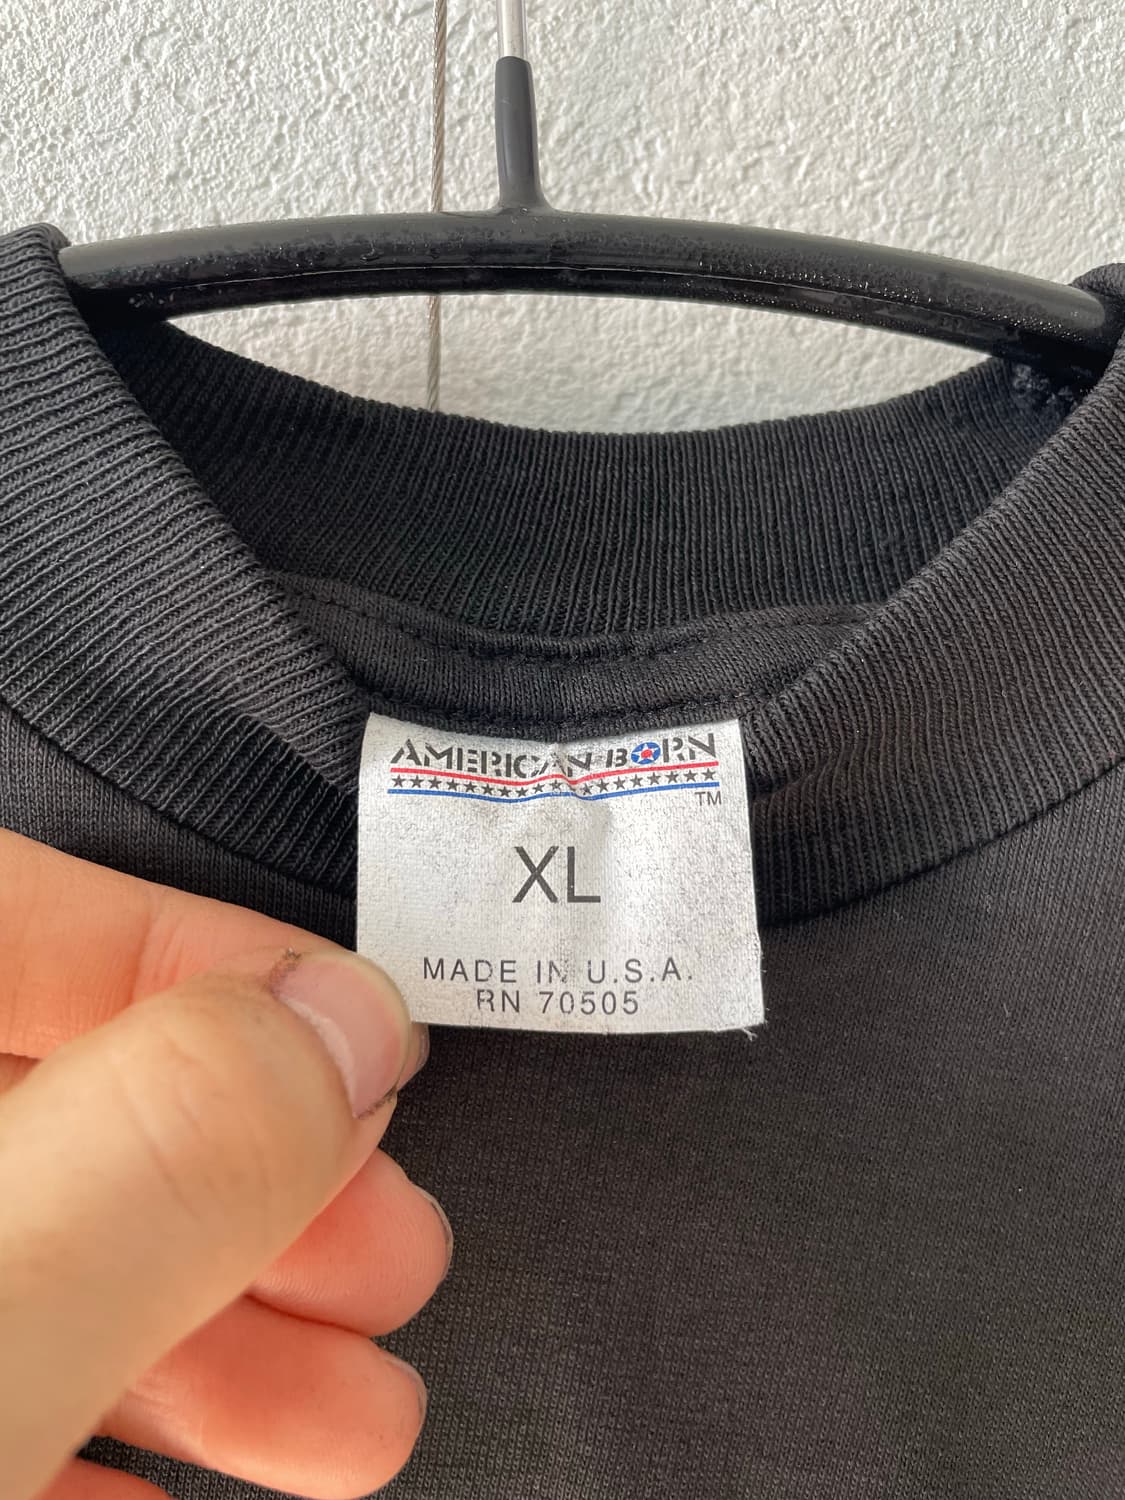 AMERICAN BORN
TM
XL
MADE IN U.S.A.
RN 70505